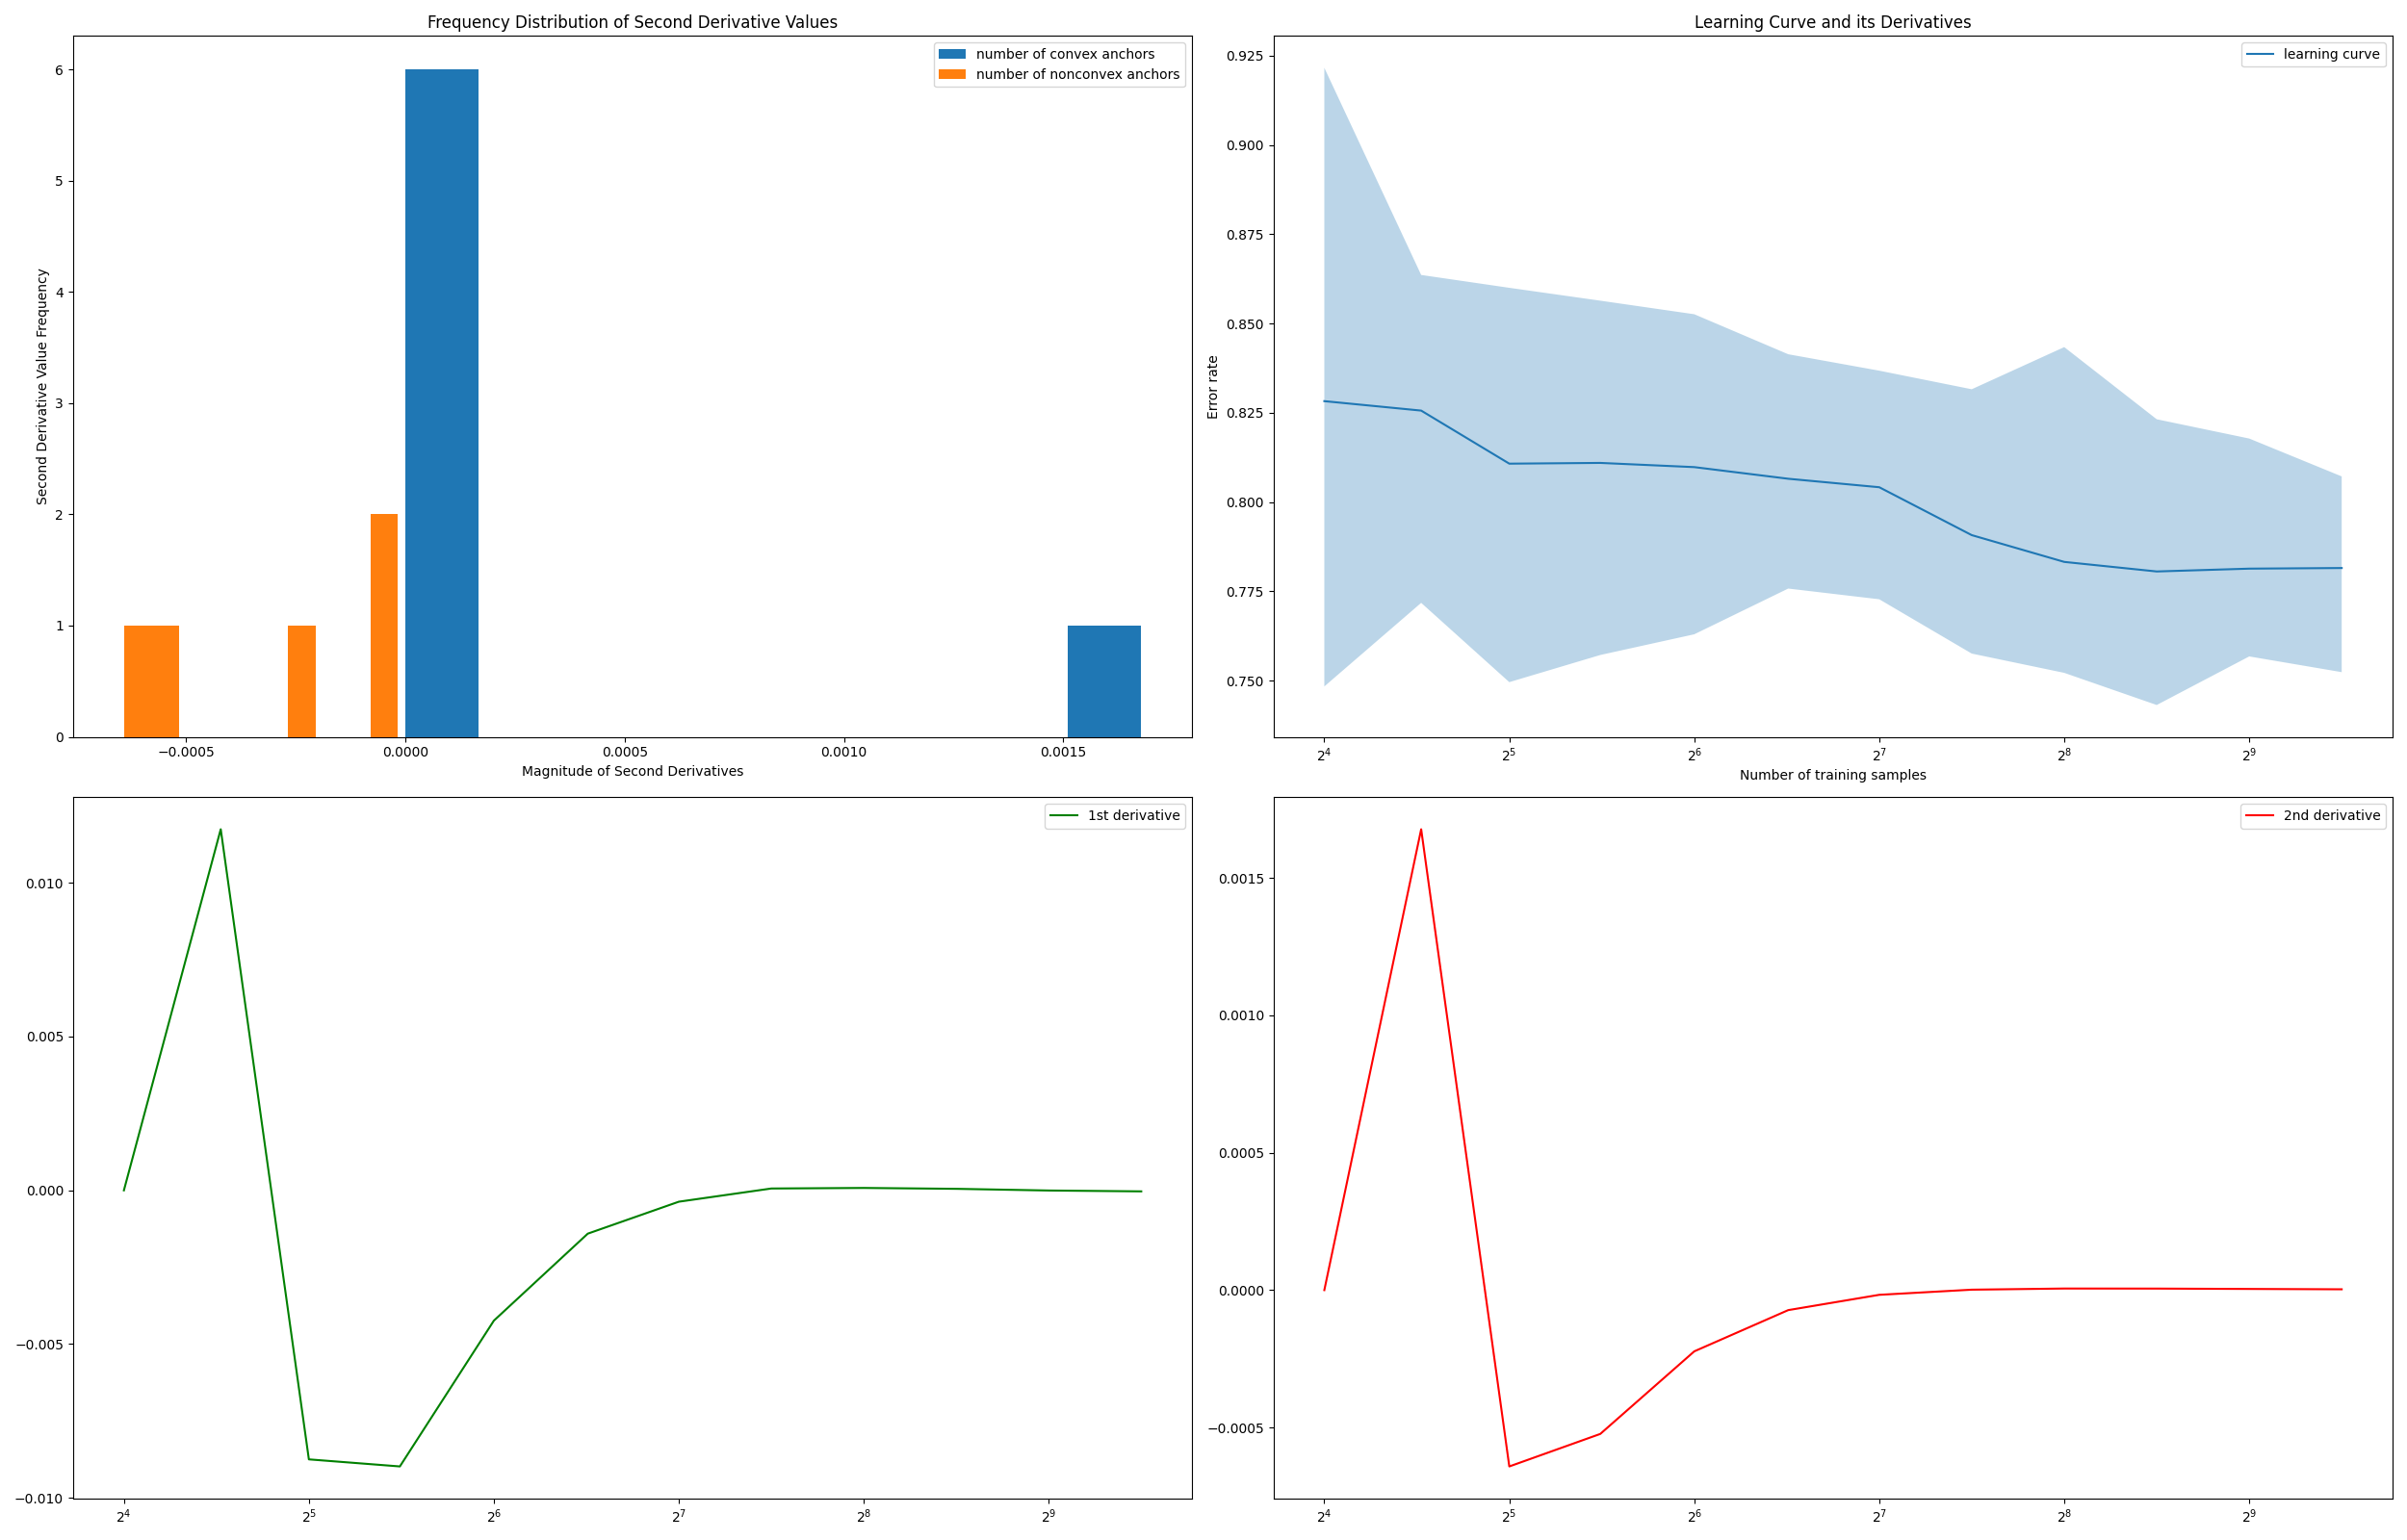 Frequency Distribution of Second Derivative Values
number of convex anchors
number of nonconvex anchors
Second Derivative Value Frequency
6
5
4
3
2
1
0
−0.0005 0.0000 0.0005 0.0010 0.0015
Magnitude of Second Derivatives
Learning Curve and its Derivatives
learning curve
Error rate
0.925
0.900
0.875
0.850
0.825
0.800
0.775
0.750
2⁴ 2⁵ 2⁶ 2⁷ 2⁸ 2⁹
Number of training samples
1st derivative
0.010
0.005
0.000
−0.005
−0.010
2⁴ 2⁵ 2⁶ 2⁷ 2⁸ 2⁹
2nd derivative
0.0015
0.0010
0.0005
0.0000
−0.0005
2⁴ 2⁵ 2⁶ 2⁷ 2⁸ 2⁹